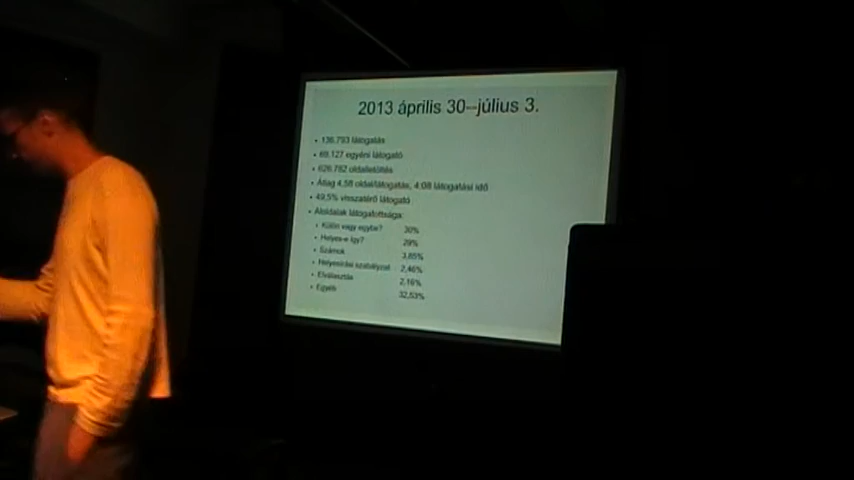 2013 április 30–július 3.
• 136.793 látogatás
• 69.127 egyéni látogató
• 626.782 oldalletöltés
• Átlag 4,58 oldal/látogatás, 4:08 látogatási idő
• 49,5% visszatérő látogató
• Aloldalak látogatottsága:
• Külön vagy egybe? 30%
• Helyes-e így? 29%
• Számok 3,85%
• Helyesírási szabályzat 2,46%
• Elválasztás 2,16%
• Egyéb 32,53%